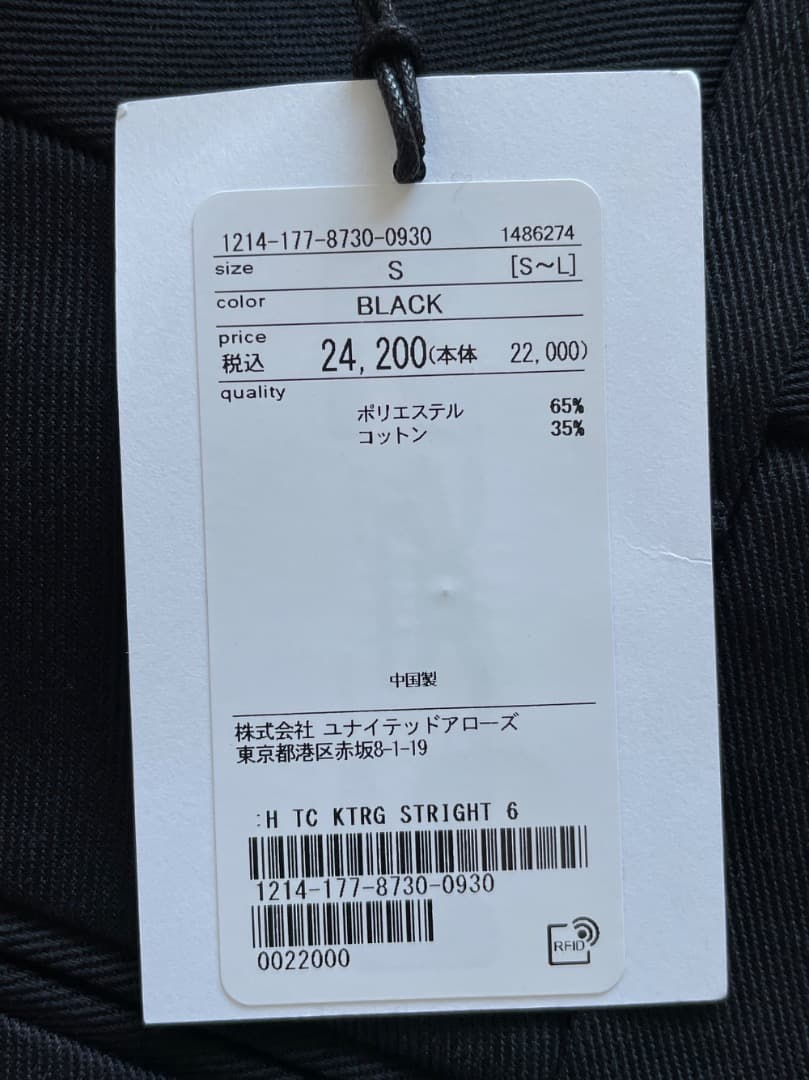 1214-177-8730-0930 1486274
size S [S~L]
color BLACK
price
税込 24,200(本体 22,000)
quality
ポリエステル 65%
コットン 35%
中国製
株式会社 ユナイテッドアローズ
東京都港区赤坂8-1-19
:H TC KTRG STRIGHT 6
1214-177-8730-0930
0022000
RFID